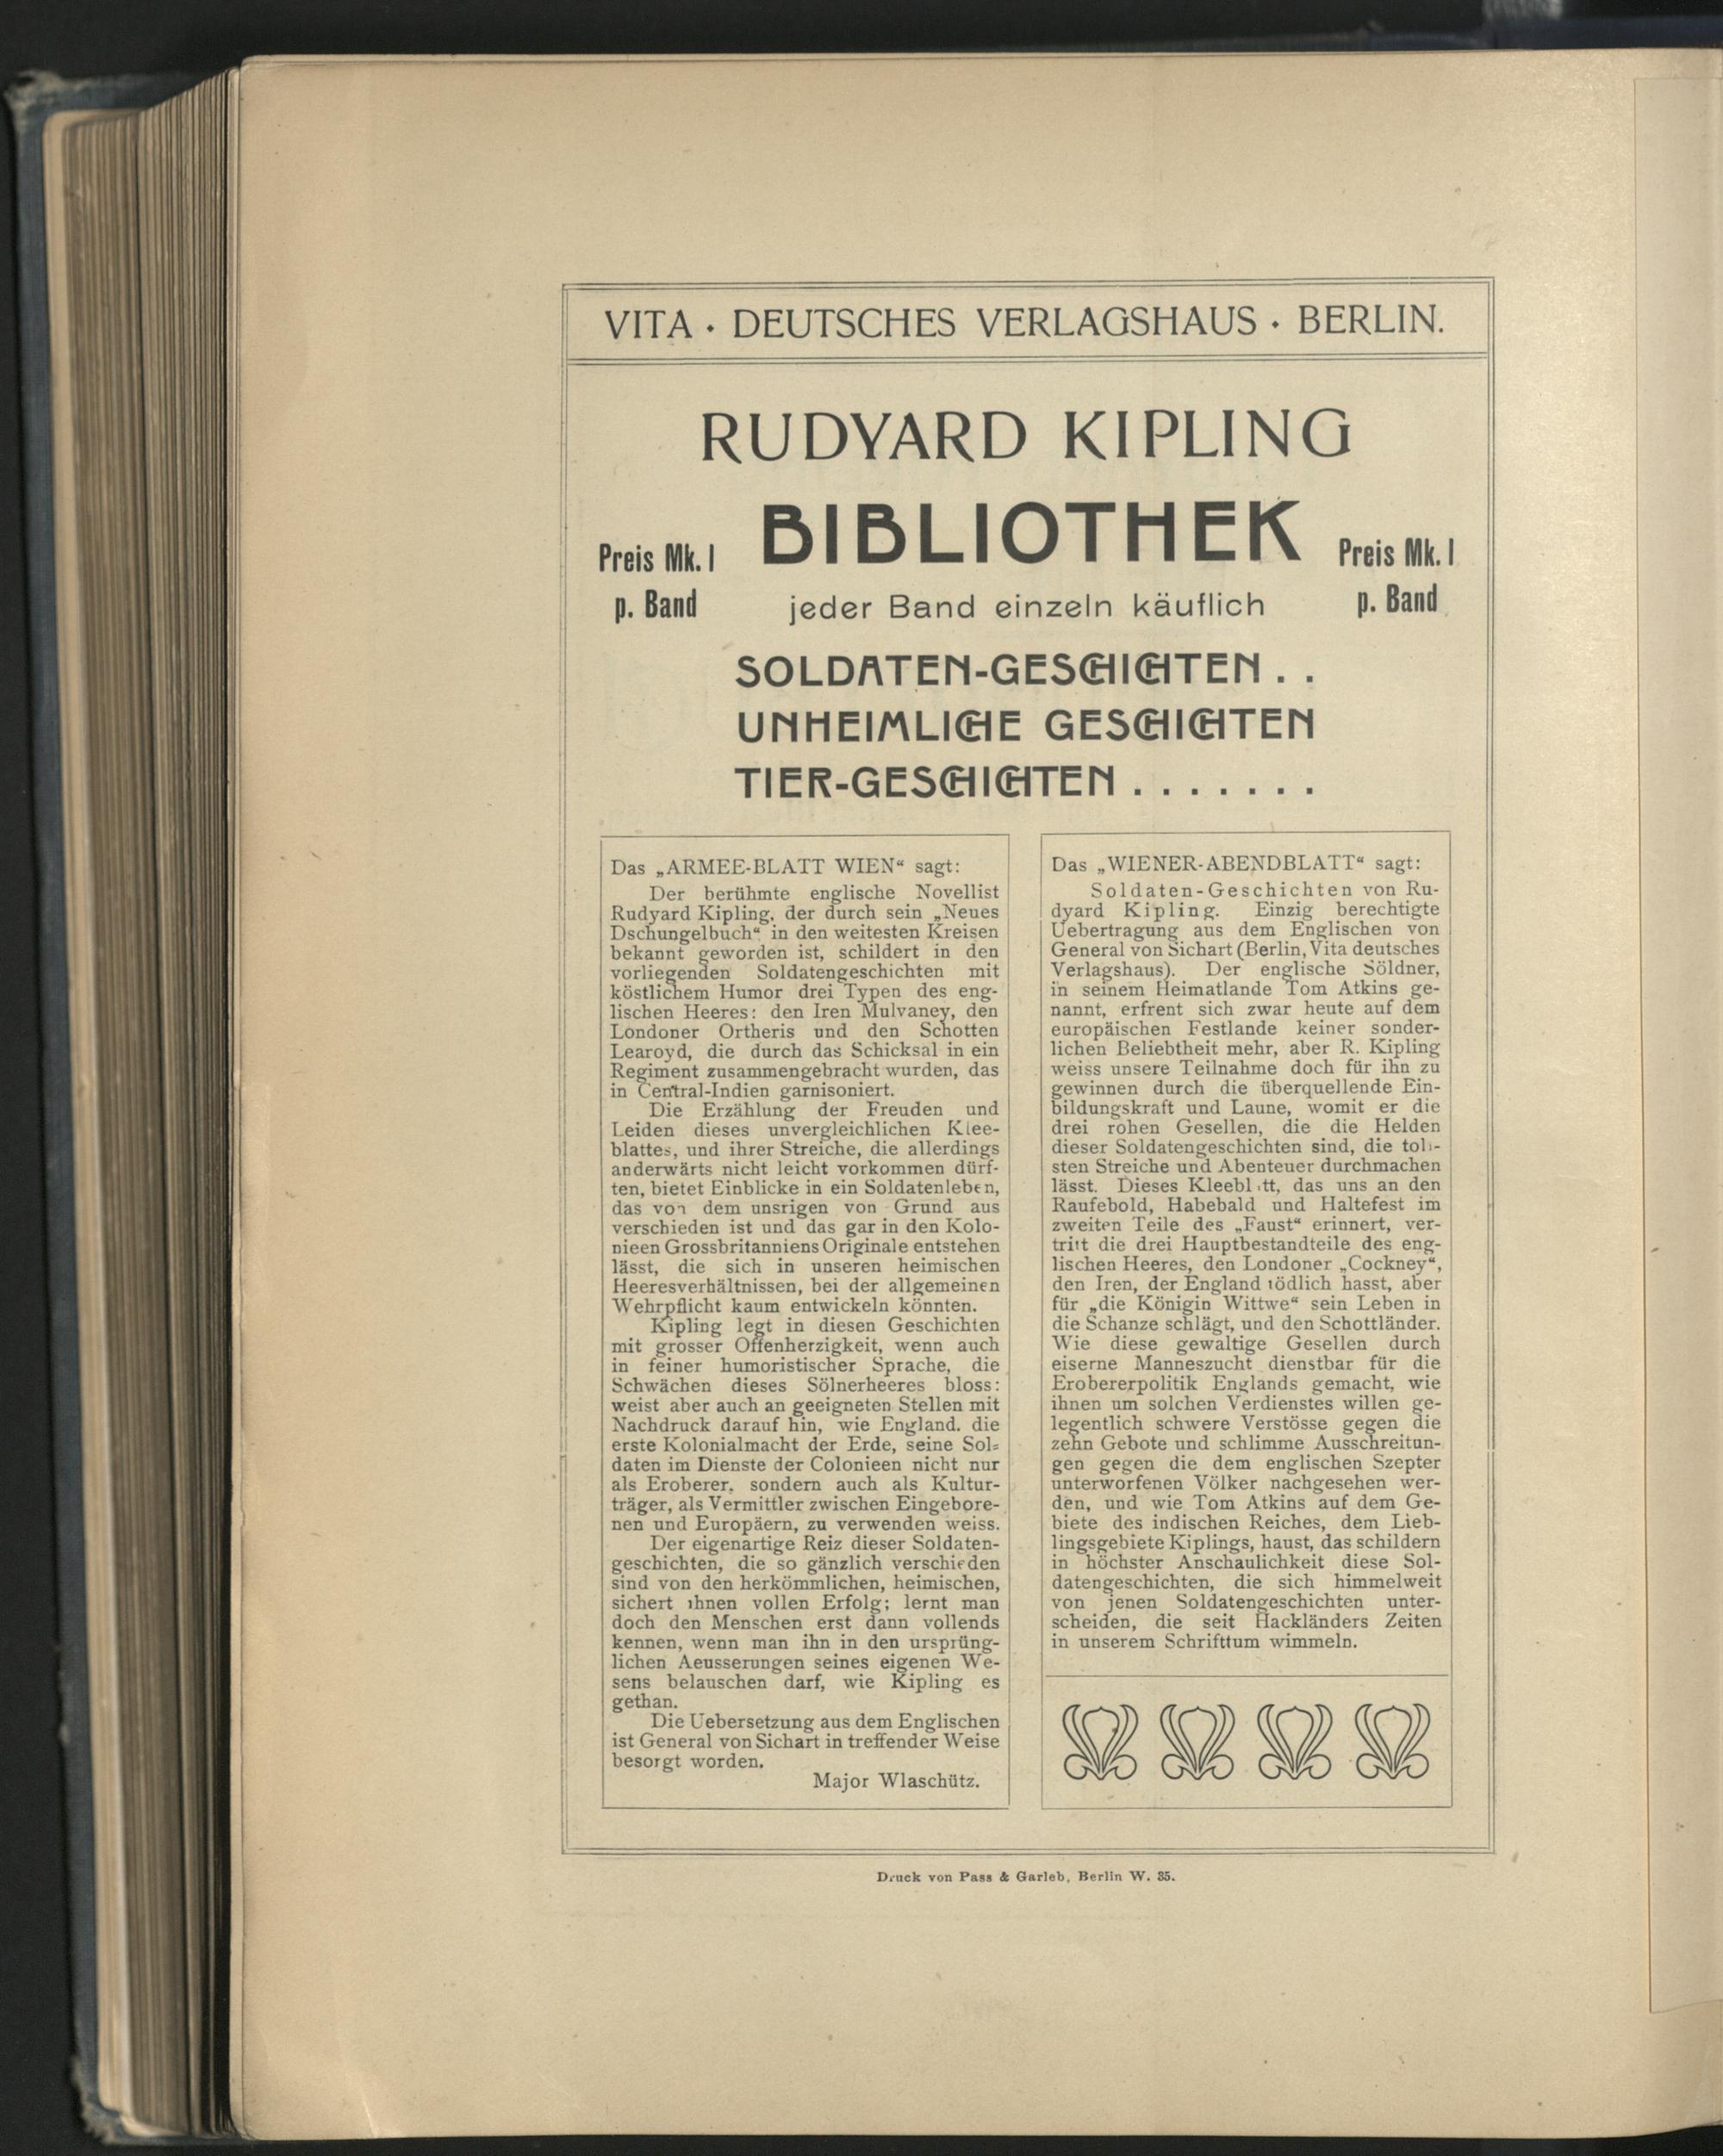 VITA · DEUTSCHES VERLAGSHAUS · BERLIN.
RUDYARD KIPLING
BIBLIOTHEK
Preis Mk. 1
p. Band
Preis Mk. 1
p. Band
jeder Band einzeln käuflich
SOLDATEN-GESCHICHTEN . .
UNHEIMLICHE GESCHICHTEN
TIER-GESCHICHTEN . . . . . . .
Das „ARMEE-BLATT WIEN“ sagt:
Der berühmte englische Novellist
Rudyard Kipling, der durch sein „Neues
Dschungelbuch“ in den weitesten Kreisen
bekannt geworden ist, schildert in den
vorliegenden Soldatengeschichten mit
köstlichem Humor drei Typen des eng-
lischen Heeres: den Iren Mulvaney, den
Londoner Ortheris und den Schotten
Learoyd, die durch das Schicksal in ein
Regiment zusammengebracht wurden, das
in Central-Indien garnisoniert.
Die Erzählung der Freuden und
Leiden dieses unvergleichlichen Klee-
blattes, und ihrer Streiche, die allerdings
anderwärts nicht leicht vorkommen dürf-
ten, bietet Einblicke in ein Soldatenleben,
das von dem unsrigen von Grund aus
verschieden ist und das gar in den Kolo-
nieen Grossbritanniens Originale entstehen
lässt, die sich in unseren heimischen
Heeresverhältnissen, bei der allgemeinen
Wehrpflicht kaum entwickeln könnten.
Kipling legt in diesen Geschichten
mit grosser Offenherzigkeit, wenn auch
in feiner humoristischer Sprache, die
Schwächen dieses Sölnerheeres bloss:
weist aber auch an geeigneten Stellen mit
Nachdruck darauf hin, wie England. die
erste Kolonialmacht der Erde, seine Sol-
daten im Dienste der Colonieen nicht nur
als Eroberer, sondern auch als Kultur-
träger, als Vermittler zwischen Eingebore-
nen und Europäern, zu verwenden weiss.
Der eigenartige Reiz dieser Soldaten-
geschichten, die so gänzlich verschieden
sind von den herkömmlichen, heimischen,
sichert ihnen vollen Erfolg; lernt man
doch den Menschen erst dann vollends
kennen, wenn man ihn in den ursprüng-
lichen Aeusserungen seines eigenen We-
sens belauschen darf, wie Kipling es
gethan.
Die Uebersetzung aus dem Englischen
ist General von Sichart in treffender Weise
besorgt worden.
Major Wlaschütz.
Das „WIENER-ABENDBLATT“ sagt:
Soldaten-Geschichten von Ru-
dyard Kipling. Einzig berechtigte
Uebertragung aus dem Englischen von
General von Sichart (Berlin, Vita deutsches
Verlagshaus). Der englische Söldner,
in seinem Heimatlande Tom Atkins ge-
nannt, erfrent sich zwar heute auf dem
europäischen Festlande keiner sonder-
lichen Beliebtheit mehr, aber R. Kipling
weiss unsere Teilnahme doch für ihn zu
gewinnen durch die überquellende Ein-
bildungskraft und Laune, womit er die
drei rohen Gesellen, die die Helden
dieser Soldatengeschichten sind, die toll-
sten Streiche und Abenteuer durchmachen
lässt. Dieses Kleeblatt, das uns an den
Raufebold, Habebald und Haltefest im
zweiten Teile des „Faust“ erinnert, ver-
tritt die drei Hauptbestandteile des eng-
lischen Heeres, den Londoner „Cockney“,
den Iren, der England tödlich hasst, aber
für „die Königin Wittwe“ sein Leben in
die Schanze schlägt, und den Schottländer.
Wie diese gewaltige Gesellen durch
eiserne Manneszucht dienstbar für die
Erobererpolitik Englands gemacht, wie
ihnen um solchen Verdienstes willen ge-
legentlich schwere Verstösse gegen die
zehn Gebote und schlimme Ausschreitun-
gen gegen die dem englischen Szepter
unterworfenen Völker nachgesehen wer-
den, und wie Tom Atkins auf dem Ge-
biete des indischen Reiches, dem Lieb-
lingsgebiete Kiplings, haust, das schildern
in höchster Anschaulichkeit diese Sol-
datengeschichten, die sich himmelweit
von jenen Soldatengeschichten unter-
scheiden, die seit Hackländers Zeiten
in unserem Schrifttum wimmeln.
Druck von Pass & Garleb, Berlin W. 35.